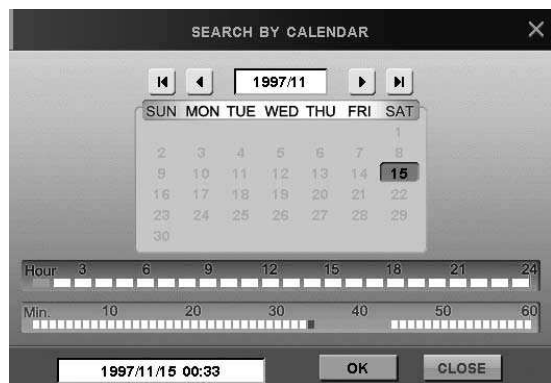 SEARCH BY CALENDAR
1997/11
SUN MON TUE WED THU FRI SAT
1
2 3 4 5 6 7 8
9 10 11 12 13 14 15
16 17 18 19 20 21 22
23 24 25 26 27 28 29
30
Hour 3 6 9 12 15 18 21 24
Min. 10 20 30 40 50 60
1997/11/15 00:33 OK CLOSE